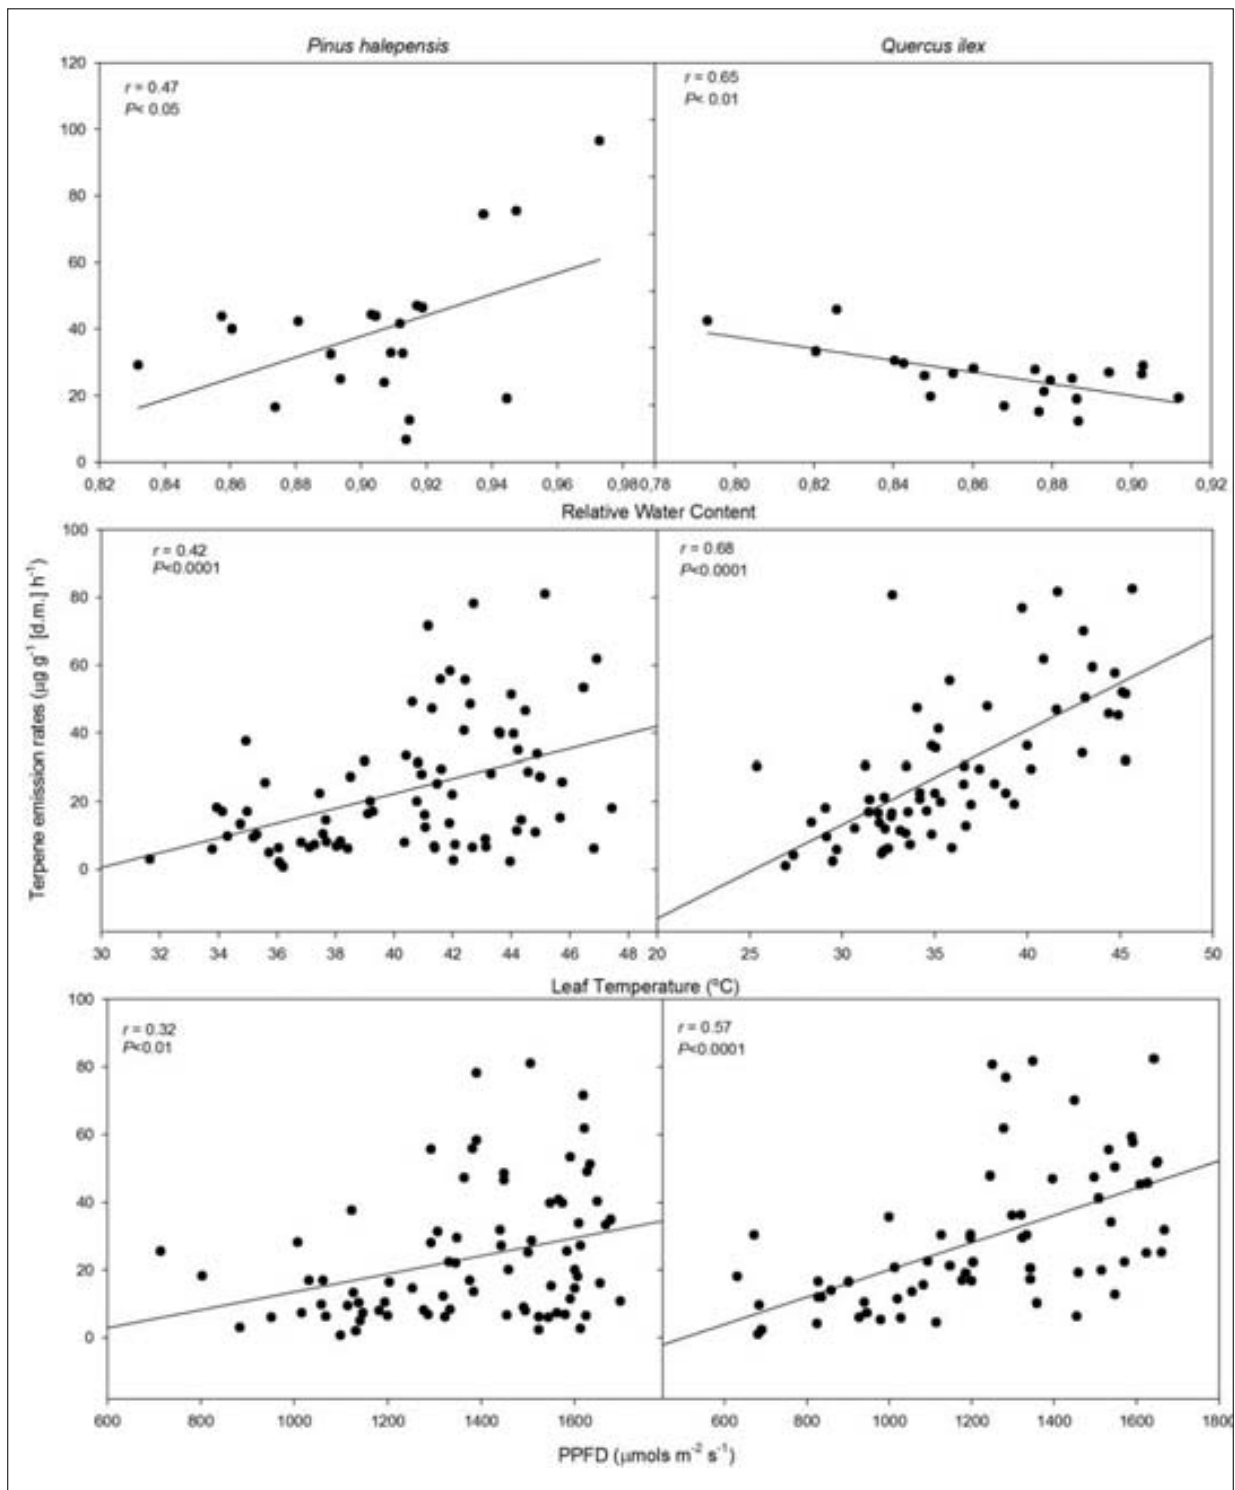 Pinus halepensis Quercus ilex
120
100
80
60
40
20
0
r = 0.47
P< 0.05
r = 0.65
P< 0.01
0,82 0,84 0,86 0,88 0,90 0,92 0,94 0,96 0,98 0,78 0,80 0,82 0,84 0,86 0,88 0,90 0,92
Relative Water Content
100
80
60
40
20
0
r = 0.42
P<0.0001
r = 0.68
P<0.0001
Terpene emission rates (μg g⁻¹ [d.m.] h⁻¹)
30 32 34 36 38 40 42 44 46 48 20 25 30 35 40 45 50
Leaf Temperature (ºC)
100
80
60
40
20
0
r = 0.32
P<0.01
r = 0.57
P<0.0001
600 800 1000 1200 1400 1600 600 800 1000 1200 1400 1600 1800
PPFD (μmols m⁻² s⁻¹)